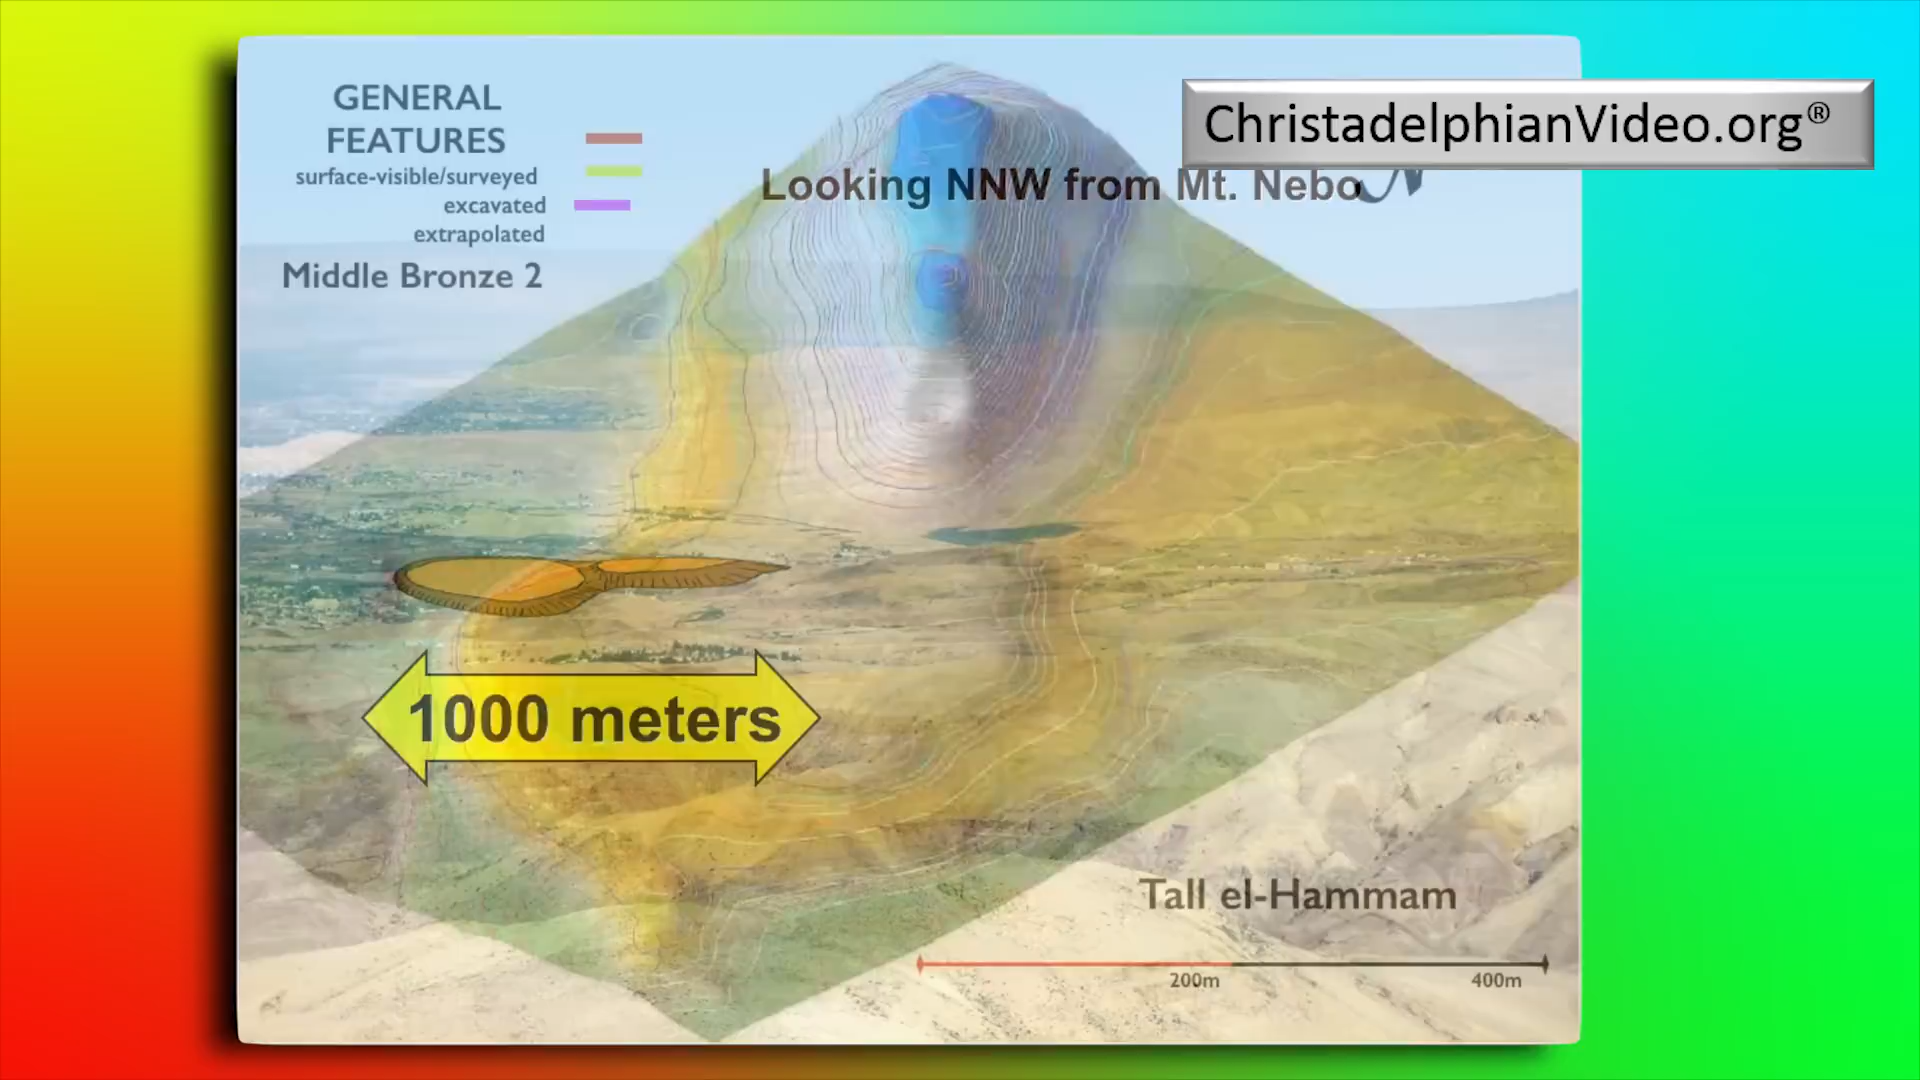 GENERAL
FEATURES
surface-visible/surveyed
excavated
extrapolated
Middle Bronze 2
ChristadelphianVideo.org®
Looking NNW from Mt. Nebo
N
1000 meters
Tall el-Hammam
200m
400m